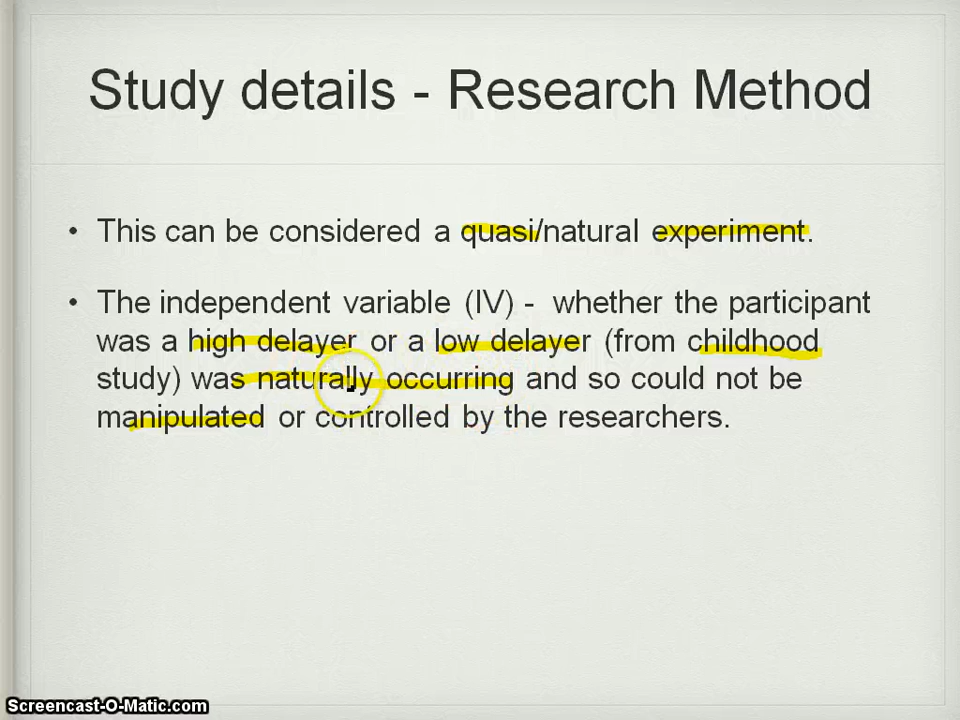 Study details - Research Method
• This can be considered a quasi/natural experiment.
• The independent variable (IV) - whether the participant
was a high delayer or a low delayer (from childhood
study) was naturally occurring and so could not be
manipulated or controlled by the researchers.
Screencast-O-Matic.com